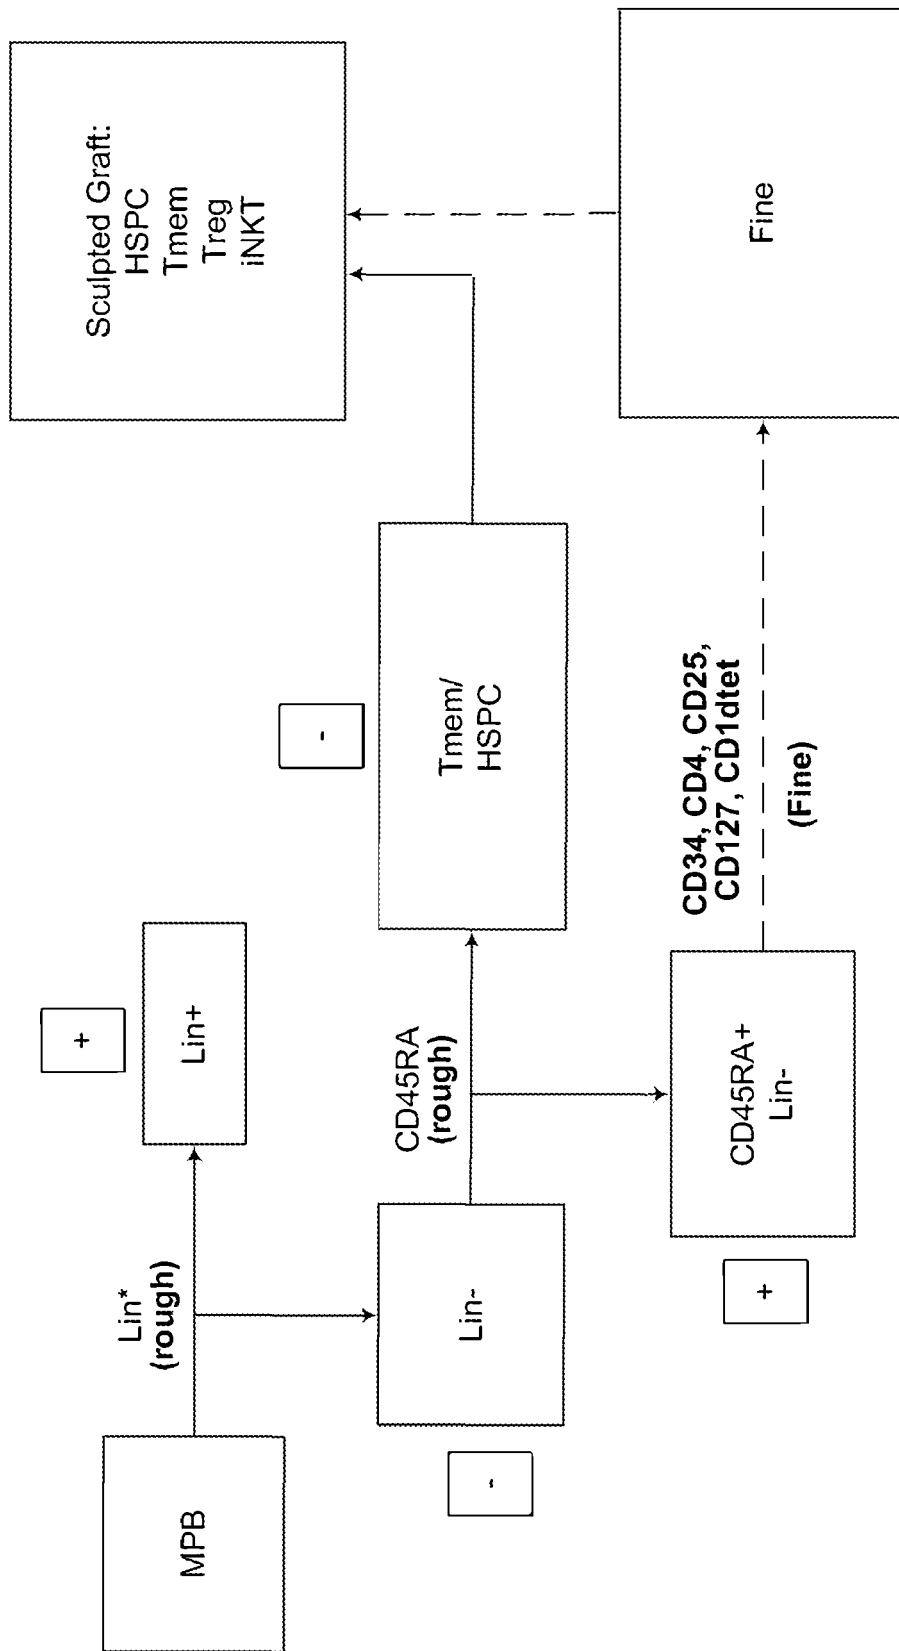 MPB
Lin*
(rough)
+
Lin+
-
Lin-
CD45RA
(rough)
-
Tmem/
HSPC
+
CD45RA+
Lin-
CD34, CD4, CD25,
CD127, CD1dtet
(Fine)
Fine
Sculpted Graft:
HSPC
Tmem
Treg
iNKT